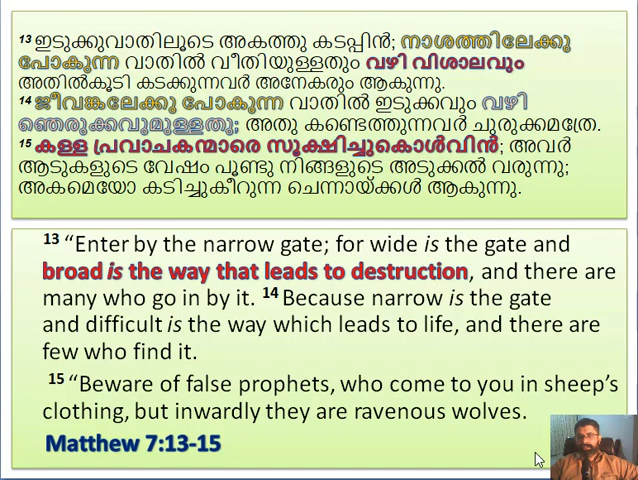 13 ഇടുക്കുവാതിലൂടെ അകത്തു കടപ്പിൻ; നാശത്തിലേക്കു
പോകുന്ന വാതിൽ വീതിയുള്ളതും വഴി വിശാലവും
അതിൽകൂടി കടക്കുന്നവർ അനേകരും ആകുന്നു.
14 ജീവങ്കലേക്കു പോകുന്ന വാതിൽ ഇടുക്കവും വഴി
ഞെരുക്കവുമുള്ളതു; അതു കണ്ടെത്തുന്നവർ ചുരുക്കമത്രേ.
15 കള്ള പ്രവാചകന്മാരെ സൂക്ഷിച്ചുകൊൾവിൻ; അവർ
ആടുകളുടെ വേഷം പൂണ്ടു നിങ്ങളുടെ അടുക്കൽ വരുന്നു;
അകമെയോ കടിച്ചുകീറുന്ന ചെന്നായ്ക്കൾ ആകുന്നു.
13 “Enter by the narrow gate; for wide is the gate and
broad is the way that leads to destruction, and there are
many who go in by it. 14 Because narrow is the gate
and difficult is the way which leads to life, and there are
few who find it.
15 “Beware of false prophets, who come to you in sheep’s
clothing, but inwardly they are ravenous wolves.
Matthew 7:13-15